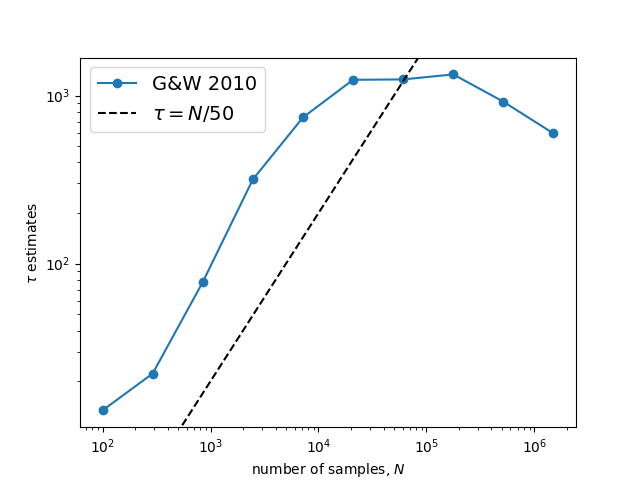 G&W 2010
τ = N/50
10³
10²
τ estimates
10² 10³ 10⁴ 10⁵ 10⁶
number of samples, N